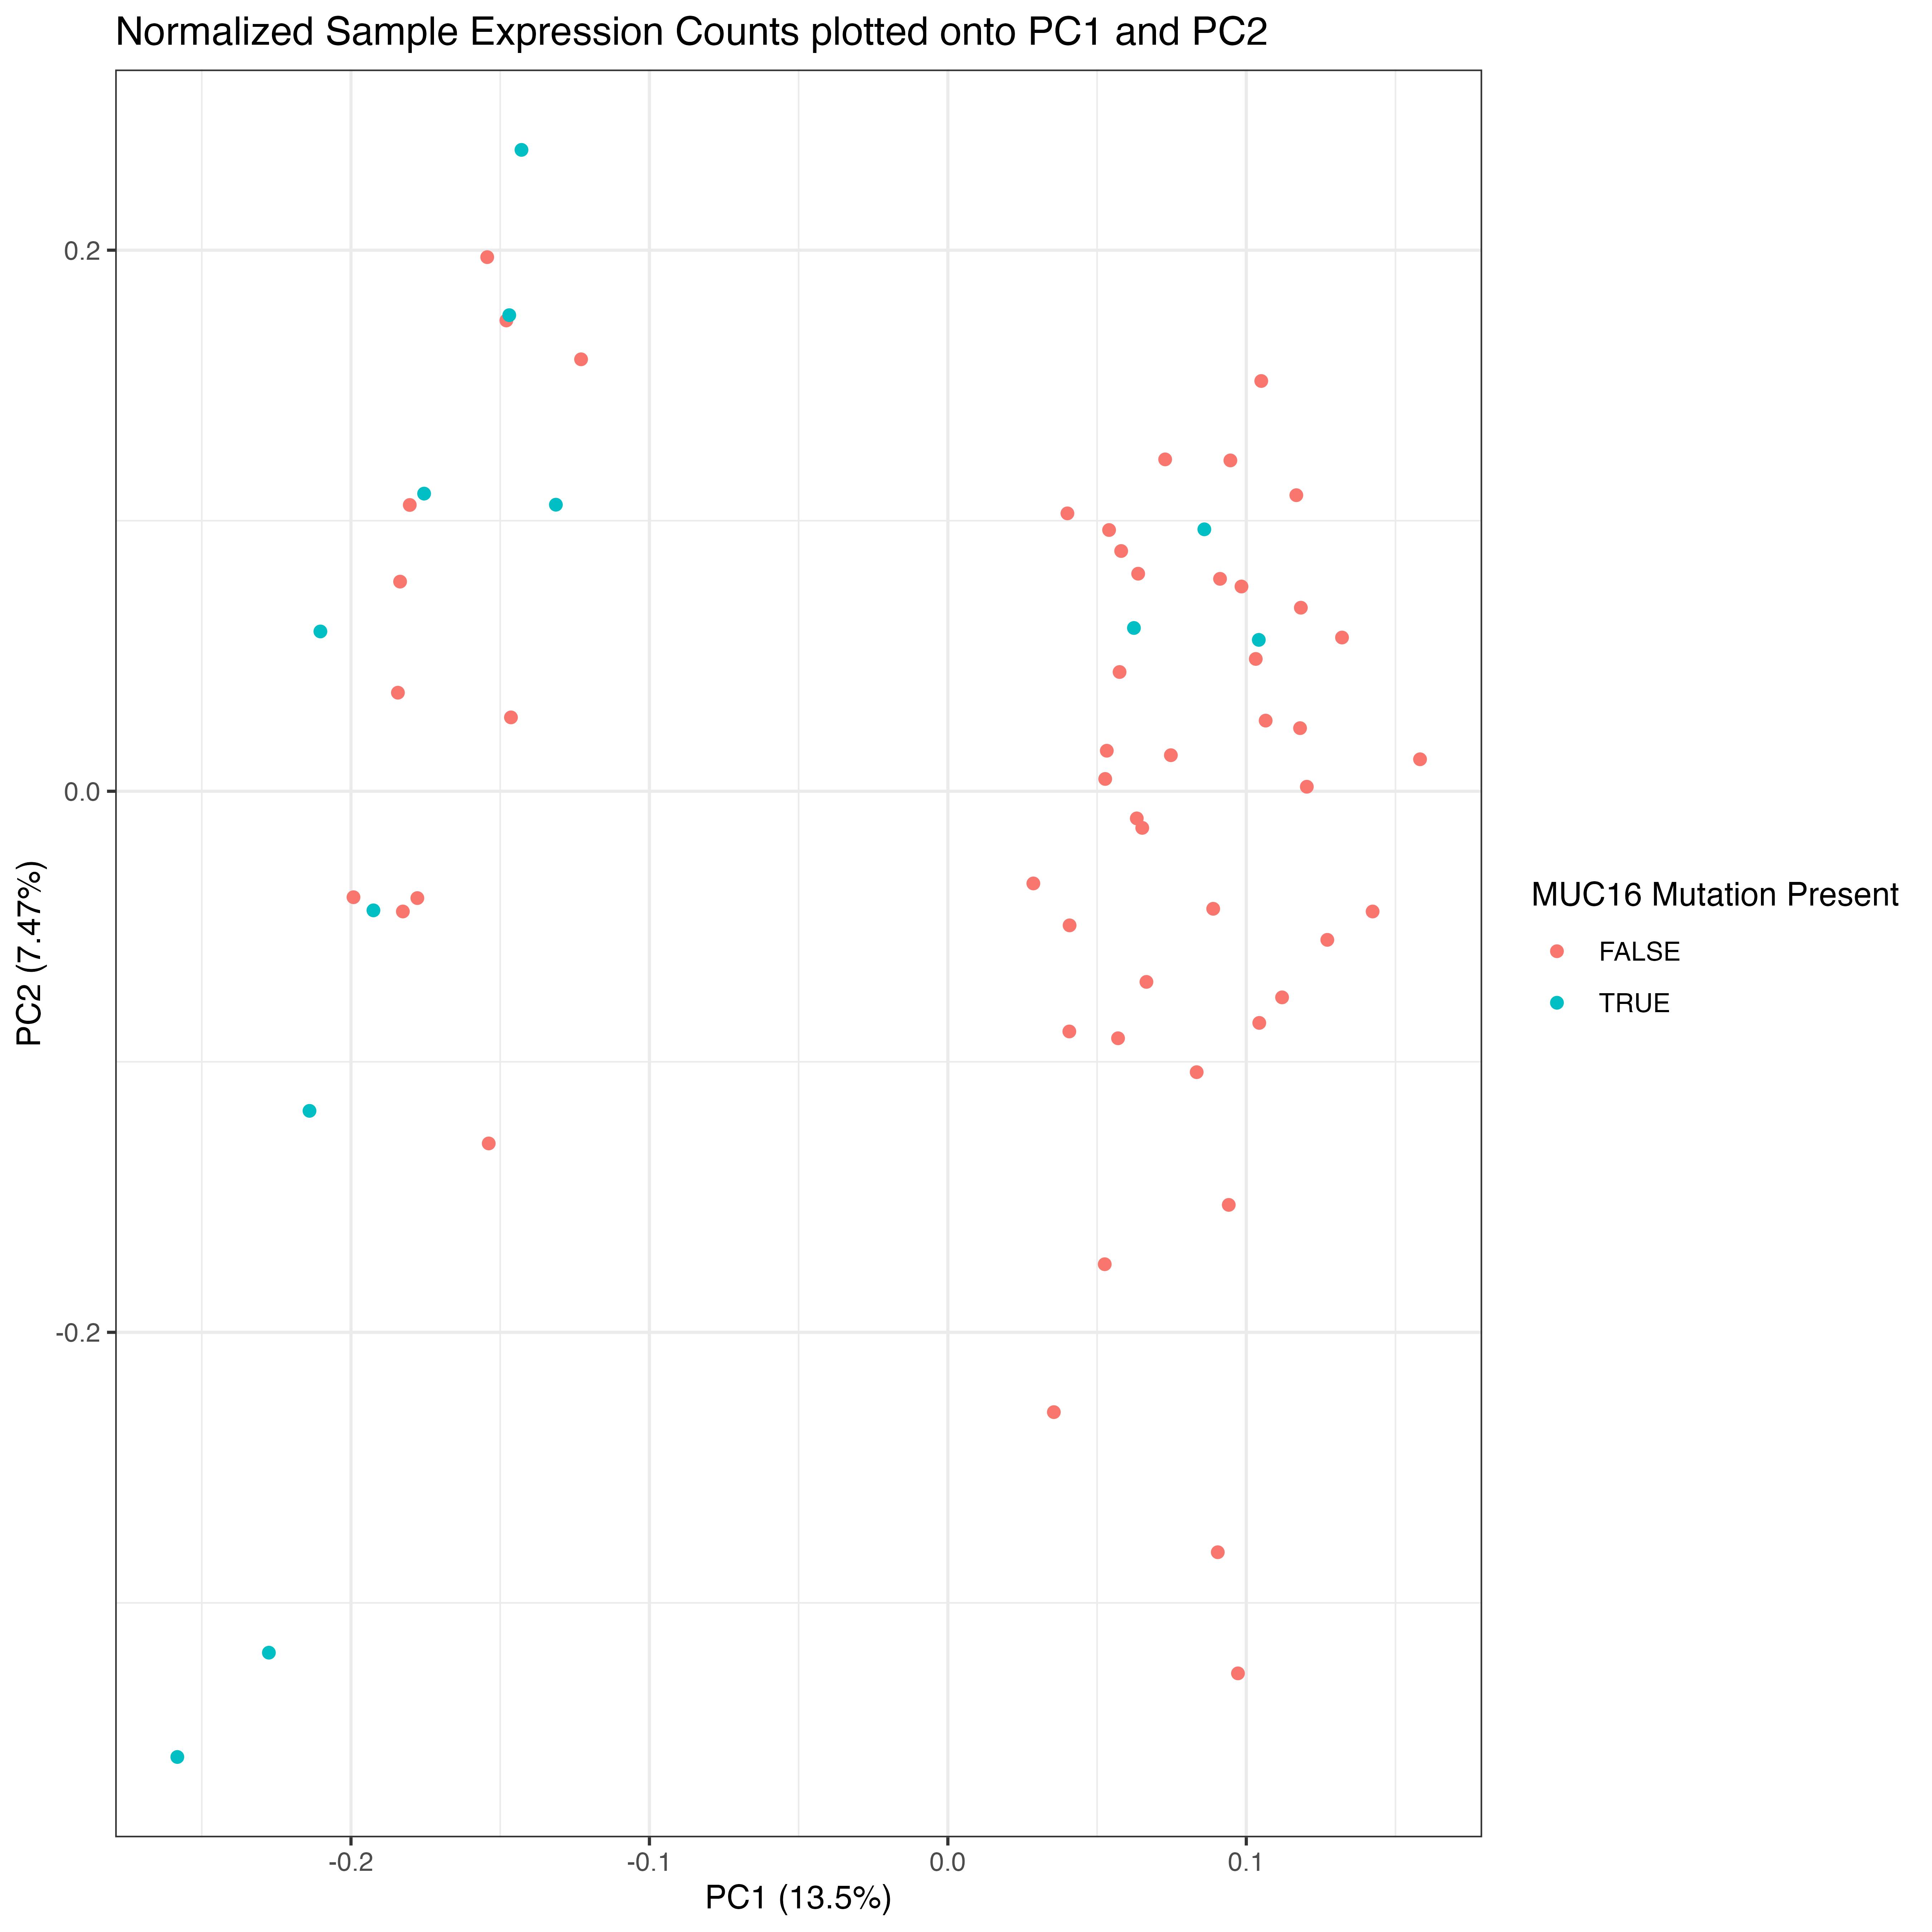 Normalized Sample Expression Counts plotted onto PC1 and PC2
0.2
0.0
-0.2
PC2 (7.47%)
-0.2
-0.1
0.0
0.1
PC1 (13.5%)
MUC16 Mutation Present
FALSE
TRUE